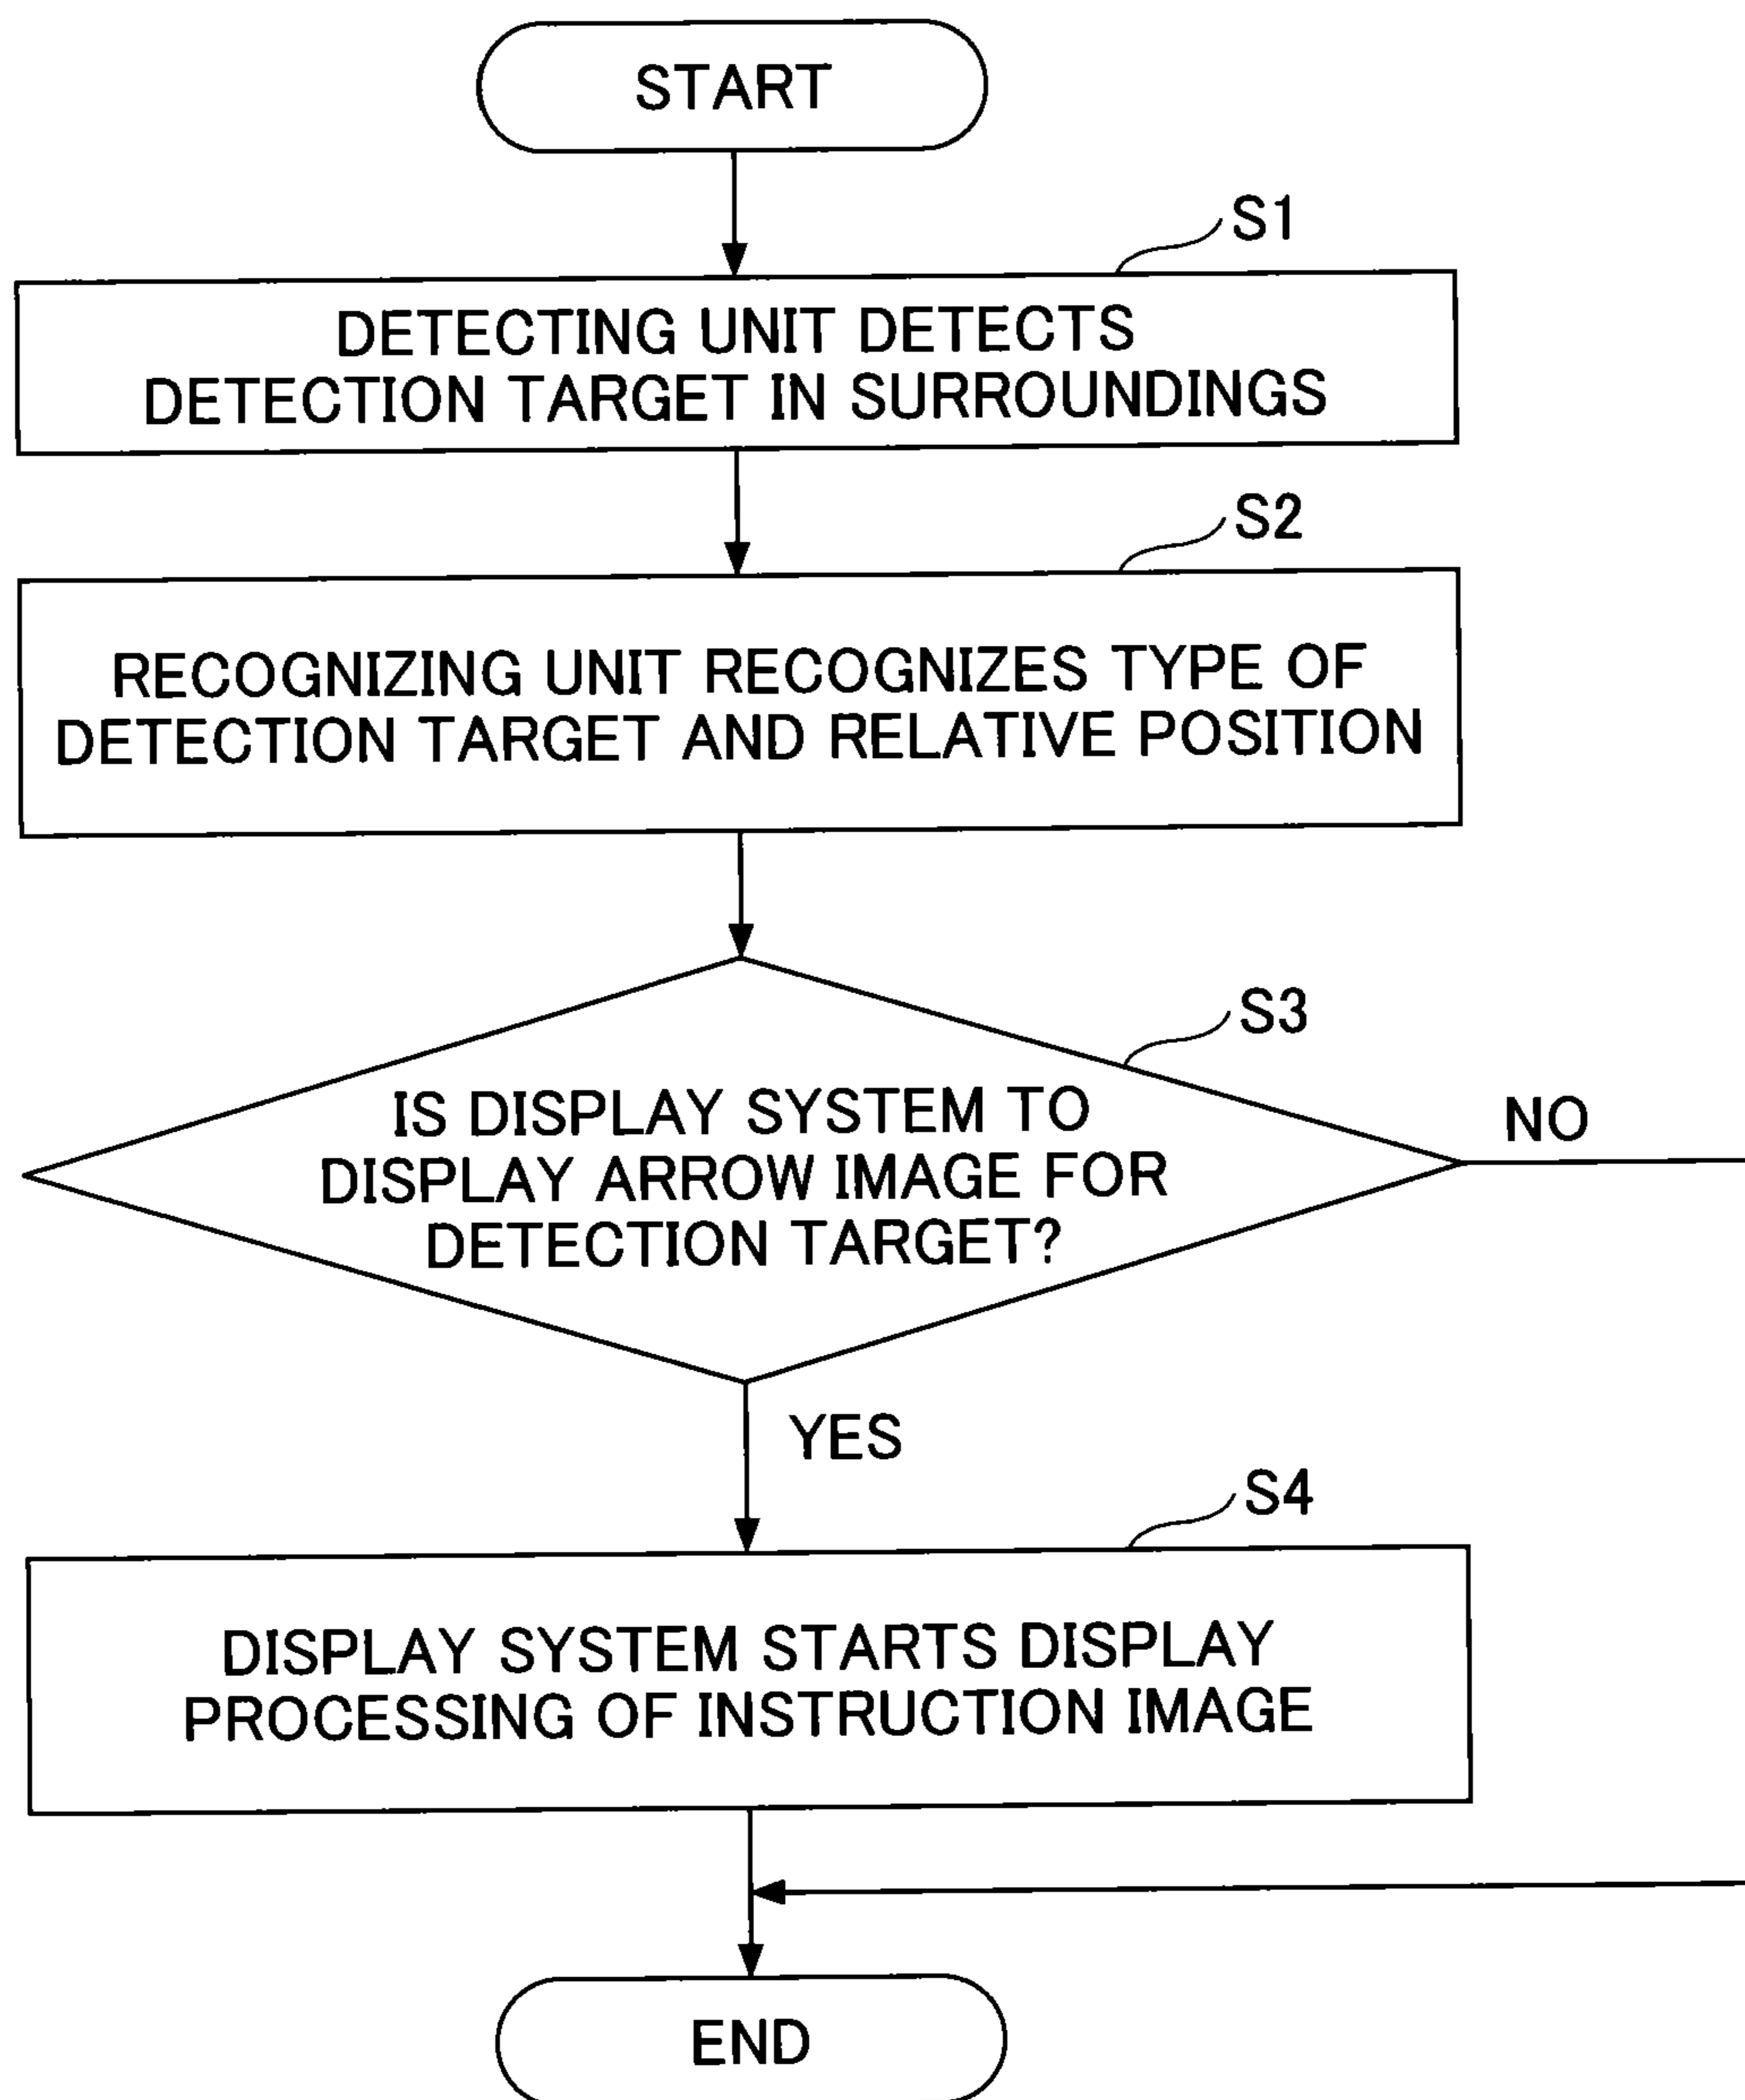 START
S1
DETECTING UNIT DETECTS
DETECTION TARGET IN SURROUNDINGS
S2
RECOGNIZING UNIT RECOGNIZES TYPE OF
DETECTION TARGET AND RELATIVE POSITION
S3
IS DISPLAY SYSTEM TO
DISPLAY ARROW IMAGE FOR
DETECTION TARGET?
NO
YES
S4
DISPLAY SYSTEM STARTS DISPLAY
PROCESSING OF INSTRUCTION IMAGE
END